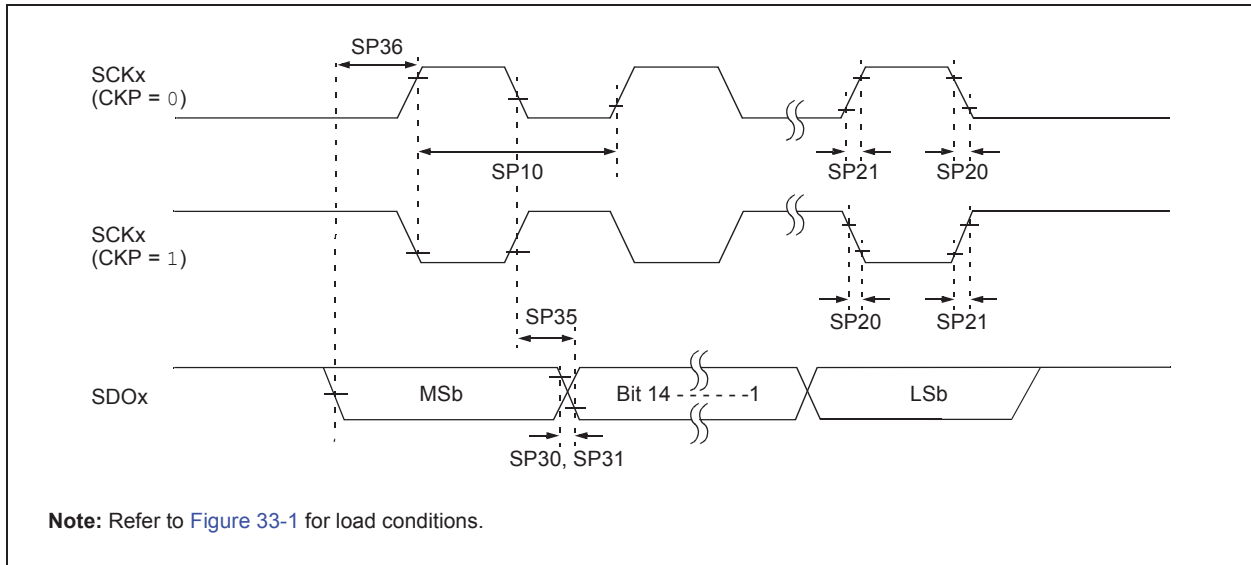 SP36
SCKx
(CKP = 0)
SP10
SP21
SP20
SCKx
(CKP = 1)
SP35
SP20
SP21
SDOx
MSb
Bit 14 - - - - - -1
LSb
SP30, SP31
Note: Refer to Figure 33-1 for load conditions.